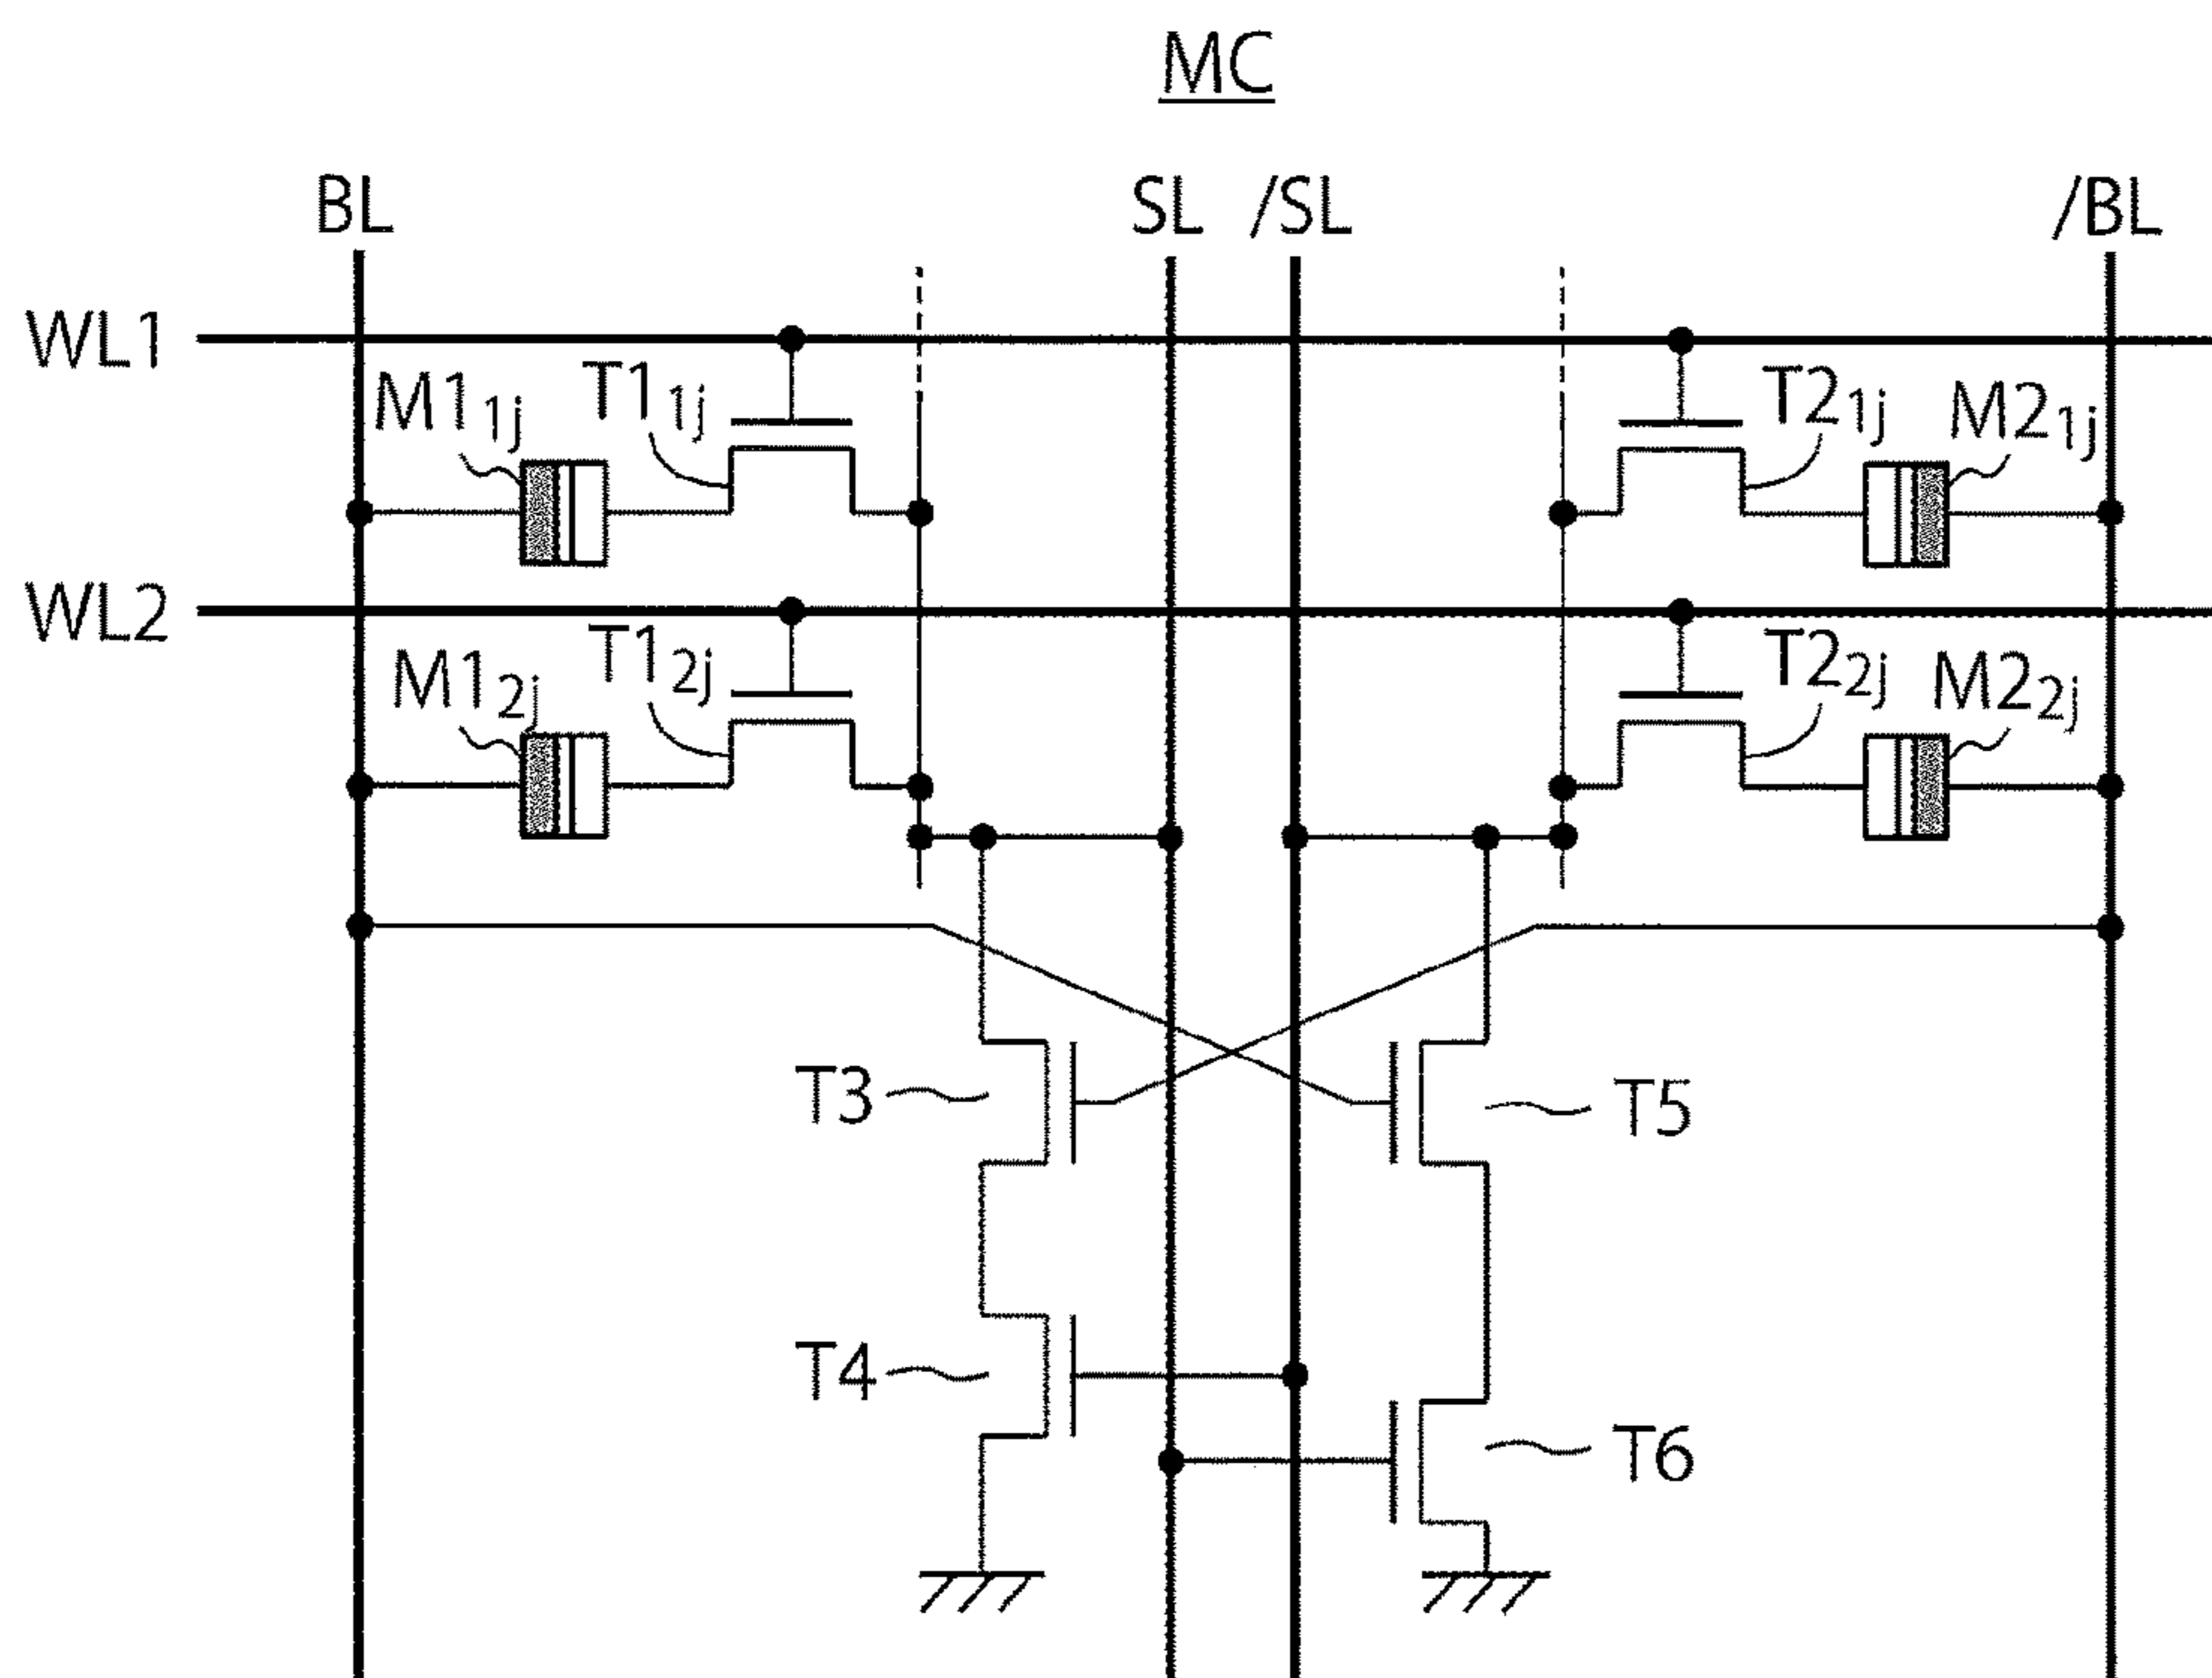 MC
BL SL /SL /BL
WL1
M1₁ⱼ T1₁ⱼ T2₁ⱼ M2₁ⱼ
WL2
M1₂ⱼ T1₂ⱼ T2₂ⱼ M2₂ⱼ
T3 T5
T4 T6